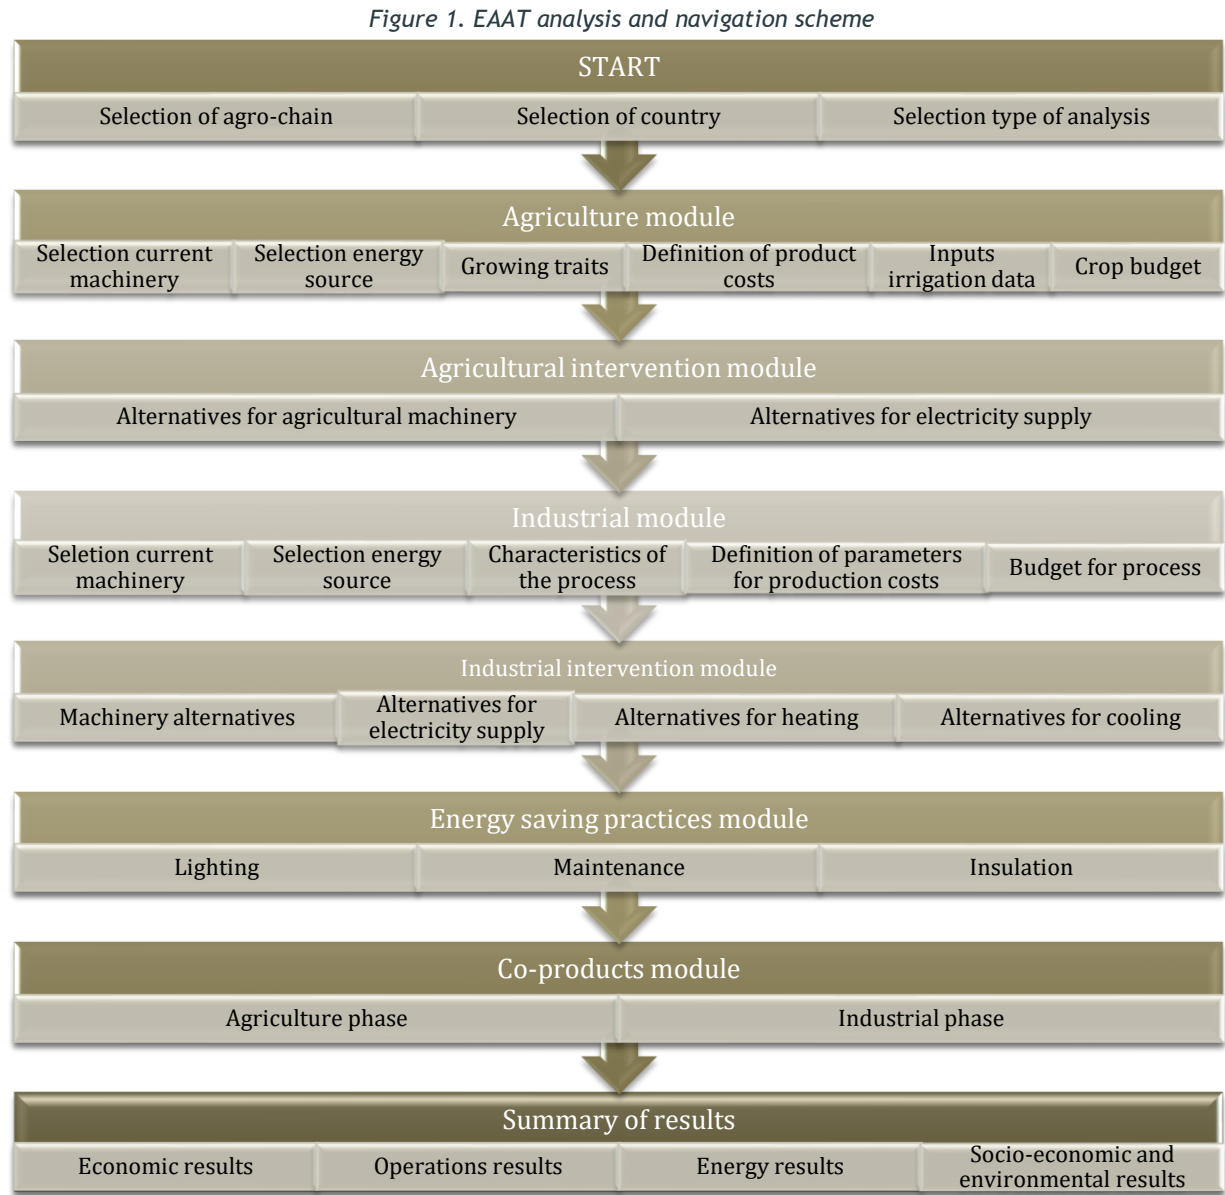 Figure 1. EAAT analysis and navigation scheme
START
Selection of agro-chain
Selection of country
Selection type of analysis
Agriculture module
Selection current
machinery
Selection energy
source
Growing traits
Definition of product
costs
Inputs
irrigation data
Crop budget
Agricultural intervention module
Alternatives for agricultural machinery
Alternatives for electricity supply
Industrial module
Seletion current
machinery
Selection energy
source
Characteristics of
the process
Definition of parameters
for production costs
Budget for process
Industrial intervention module
Machinery alternatives
Alternatives for
electricity supply
Alternatives for heating
Alternatives for cooling
Energy saving practices module
Lighting
Maintenance
Insulation
Co-products module
Agriculture phase
Industrial phase
Summary of results
Economic results
Operations results
Energy results
Socio-economic and
environmental results